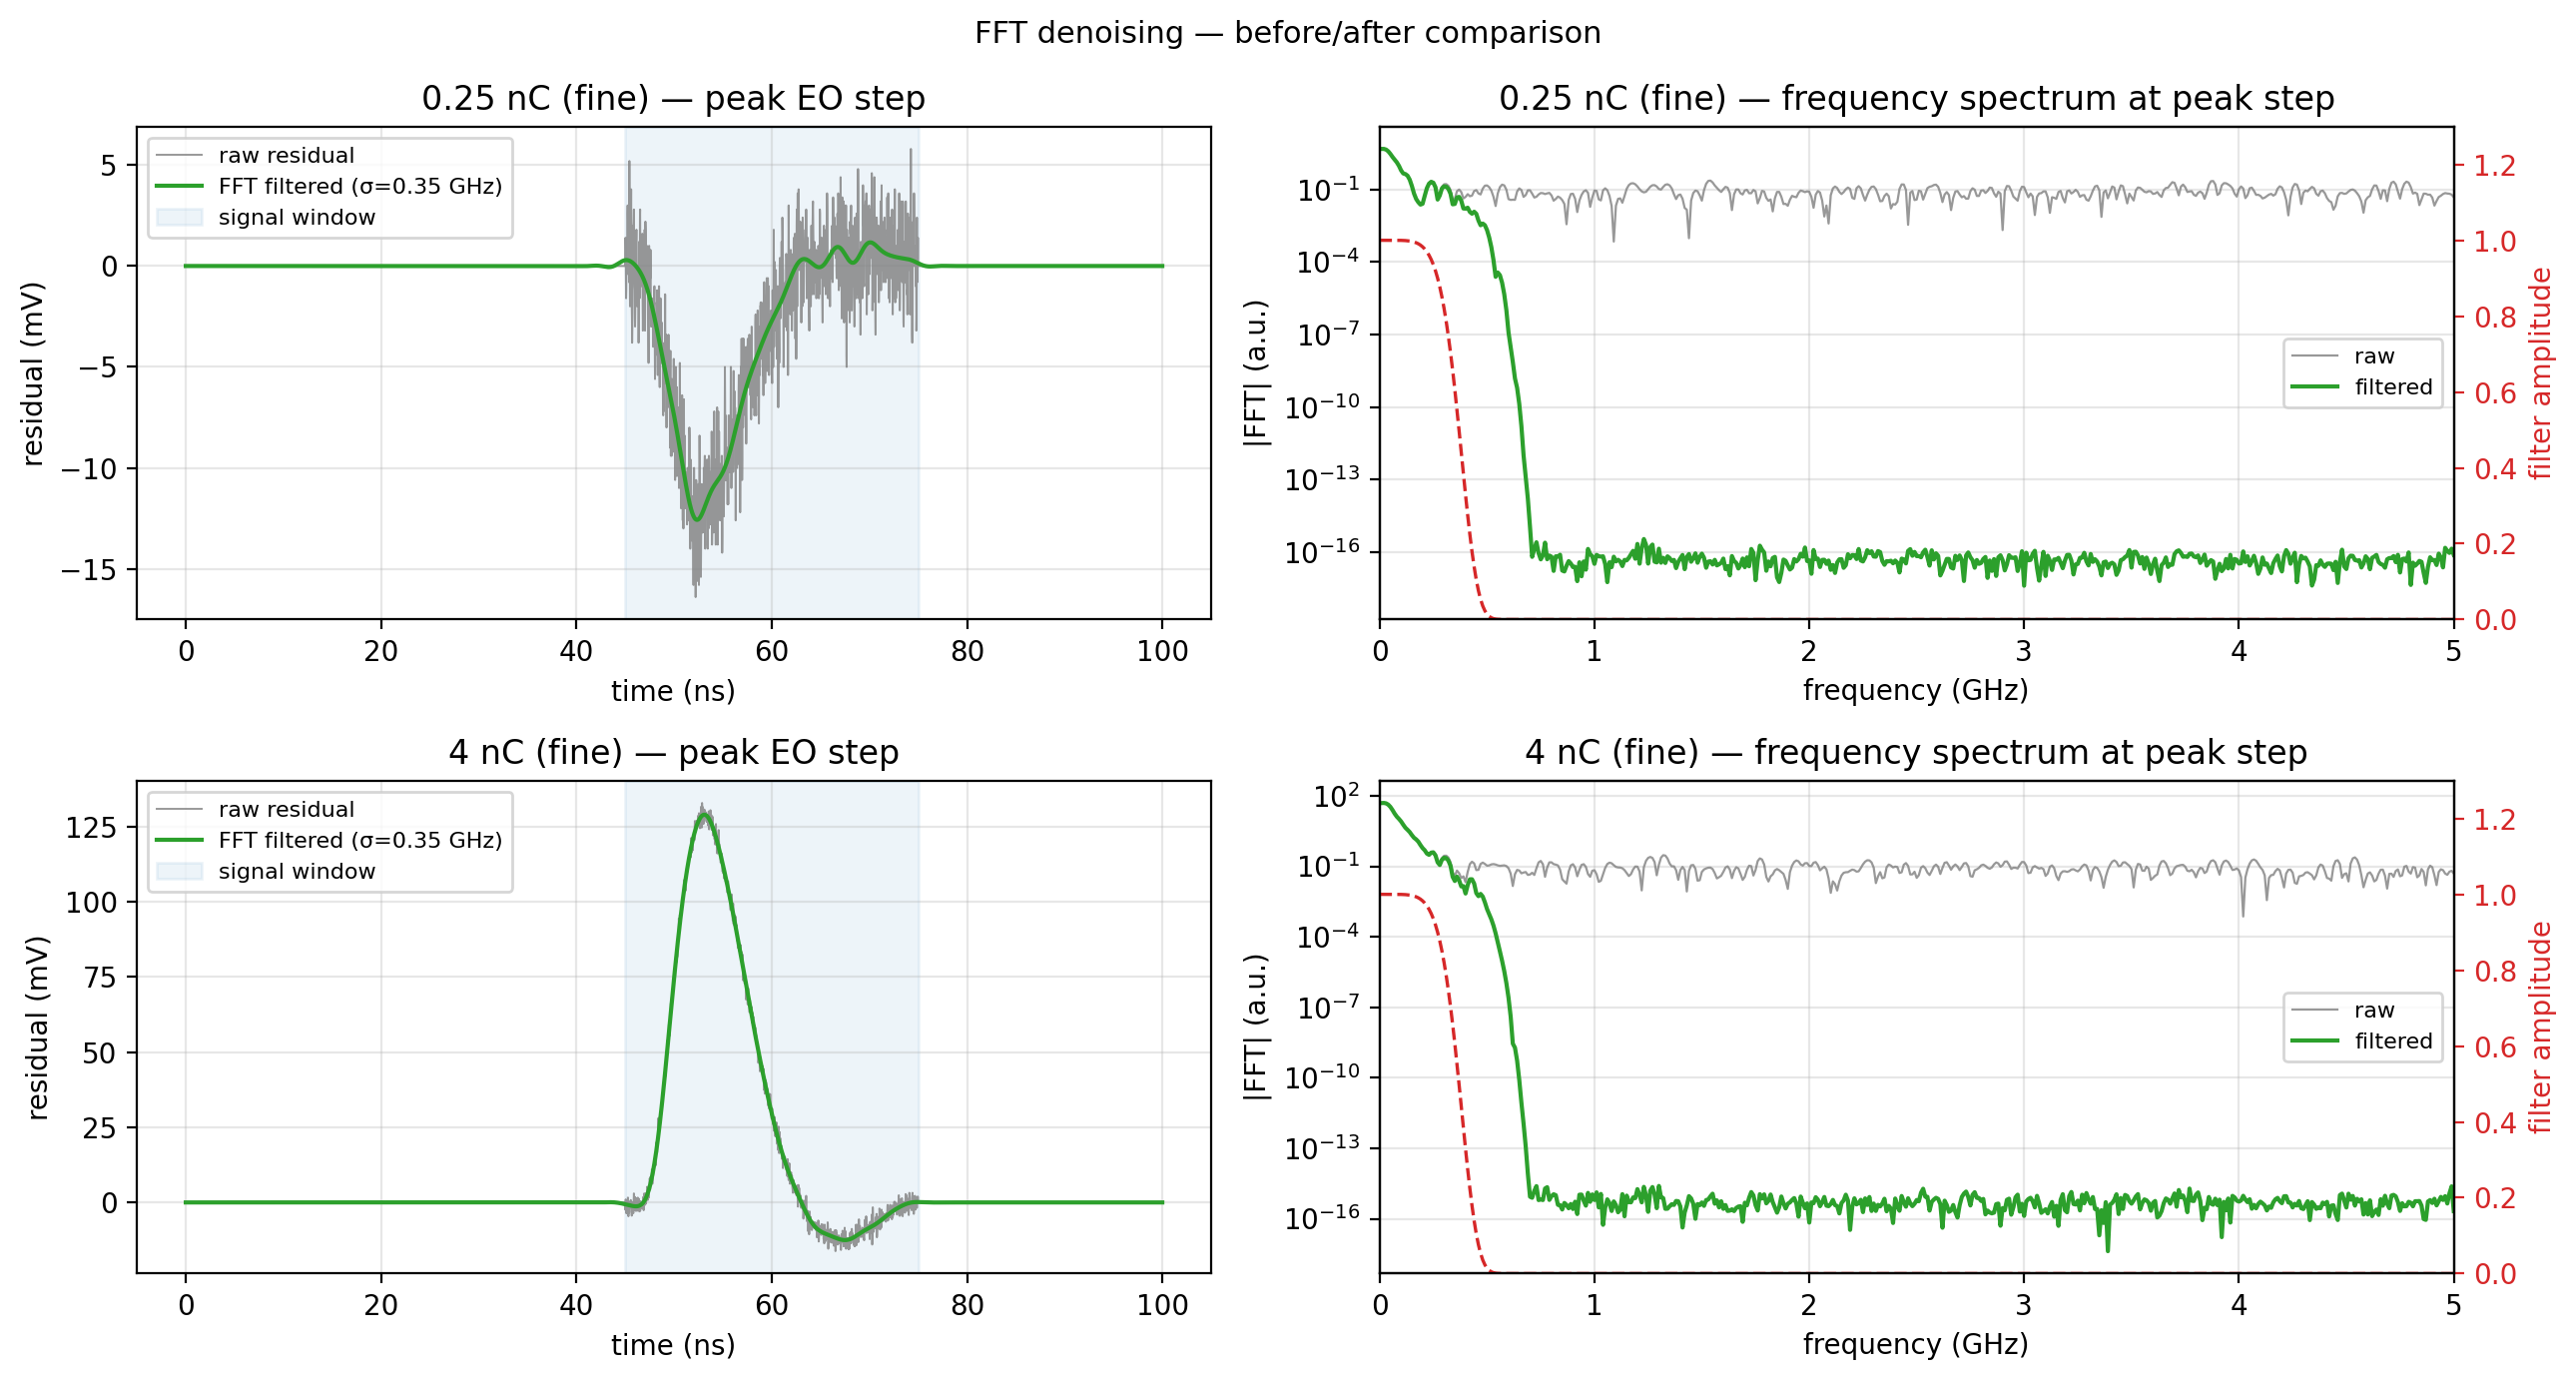 FFT denoising — before/after comparison
0.25 nC (fine) — peak EO step
raw residual
FFT filtered (σ=0.35 GHz)
signal window
residual (mV)
5
0
−5
−10
−15
0 20 40 60 80 100
time (ns)
0.25 nC (fine) — frequency spectrum at peak step
|FFT| (a.u.)
10⁻¹
10⁻⁴
10⁻⁷
10⁻¹⁰
10⁻¹³
10⁻¹⁶
raw
filtered
1.2
1.0
0.8
0.6
0.4
0.2
0.0
filter amplitude
0 1 2 3 4 5
frequency (GHz)
4 nC (fine) — peak EO step
raw residual
FFT filtered (σ=0.35 GHz)
signal window
residual (mV)
125
100
75
50
25
0
0 20 40 60 80 100
time (ns)
4 nC (fine) — frequency spectrum at peak step
|FFT| (a.u.)
10²
10⁻¹
10⁻⁴
10⁻⁷
10⁻¹⁰
10⁻¹³
10⁻¹⁶
raw
filtered
1.2
1.0
0.8
0.6
0.4
0.2
0.0
filter amplitude
0 1 2 3 4 5
frequency (GHz)